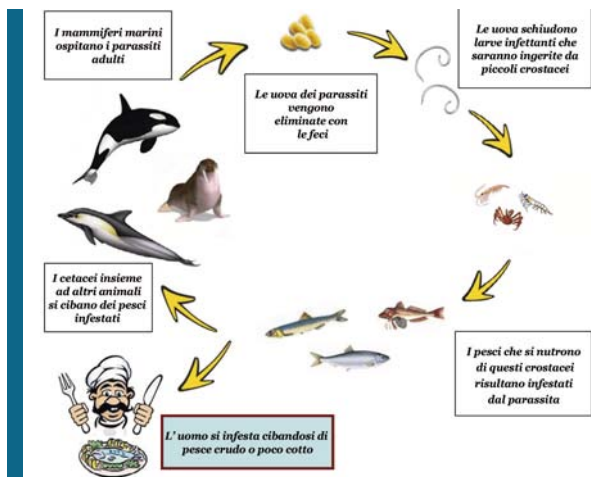 I mammiferi marini
ospitano i parassiti
adulti
Le uova dei parassiti
vengono
eliminate con
le feci
Le uova schiudono
larve infettanti che
saranno ingerite da
piccoli crostacei
I pesci che si nutrono
di questi crostacei
risultano infestati
dal parassita
I cetacei insieme
ad altri animali
si cibano dei pesci
infestati
L' uomo si infesta cibandosi di
pesce crudo o poco cotto